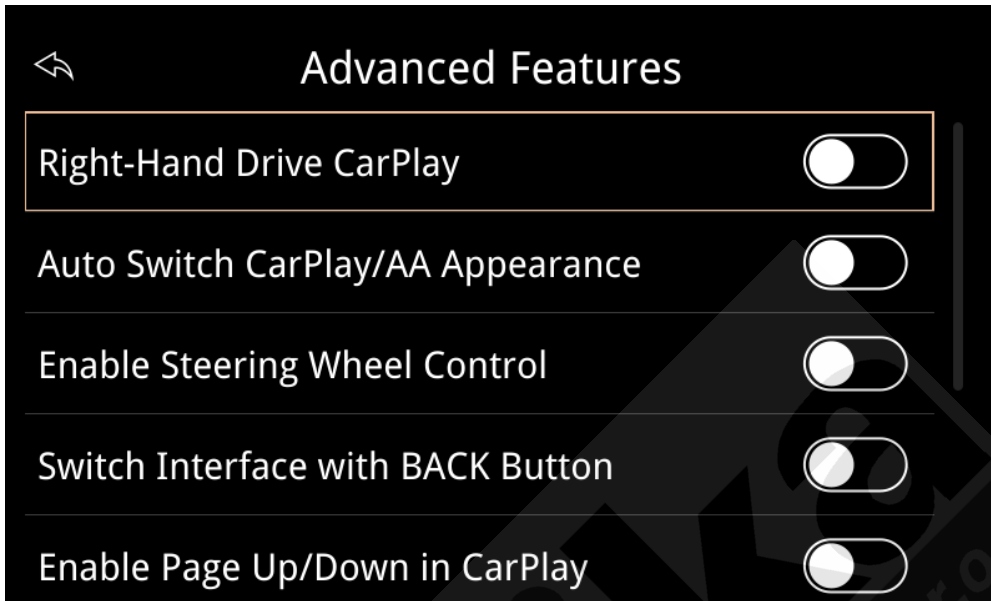 Advanced Features
Right-Hand Drive CarPlay
Auto Switch CarPlay/AA Appearance
Enable Steering Wheel Control
Switch Interface with BACK Button
Enable Page Up/Down in CarPlay